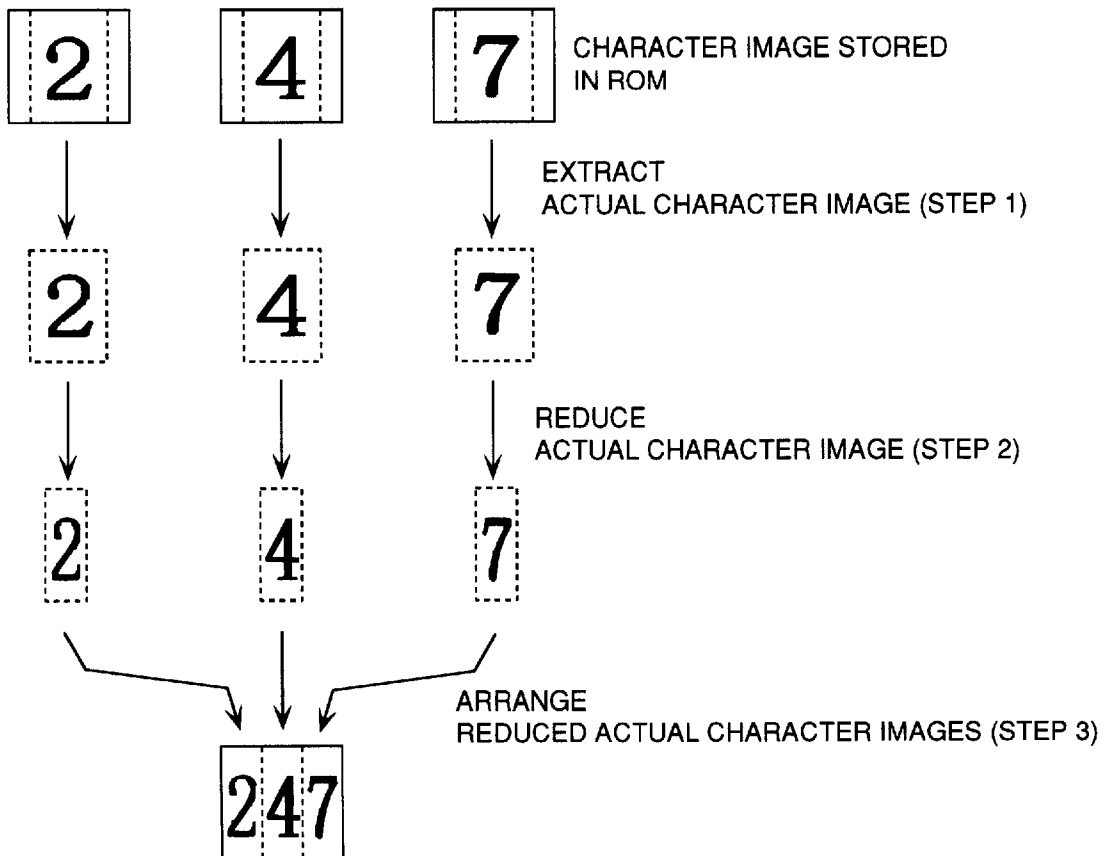 2 4 7 CHARACTER IMAGE STORED
IN ROM
EXTRACT
ACTUAL CHARACTER IMAGE (STEP 1)
2 4 7
REDUCE
ACTUAL CHARACTER IMAGE (STEP 2)
2 4 7
ARRANGE
REDUCED ACTUAL CHARACTER IMAGES (STEP 3)
247